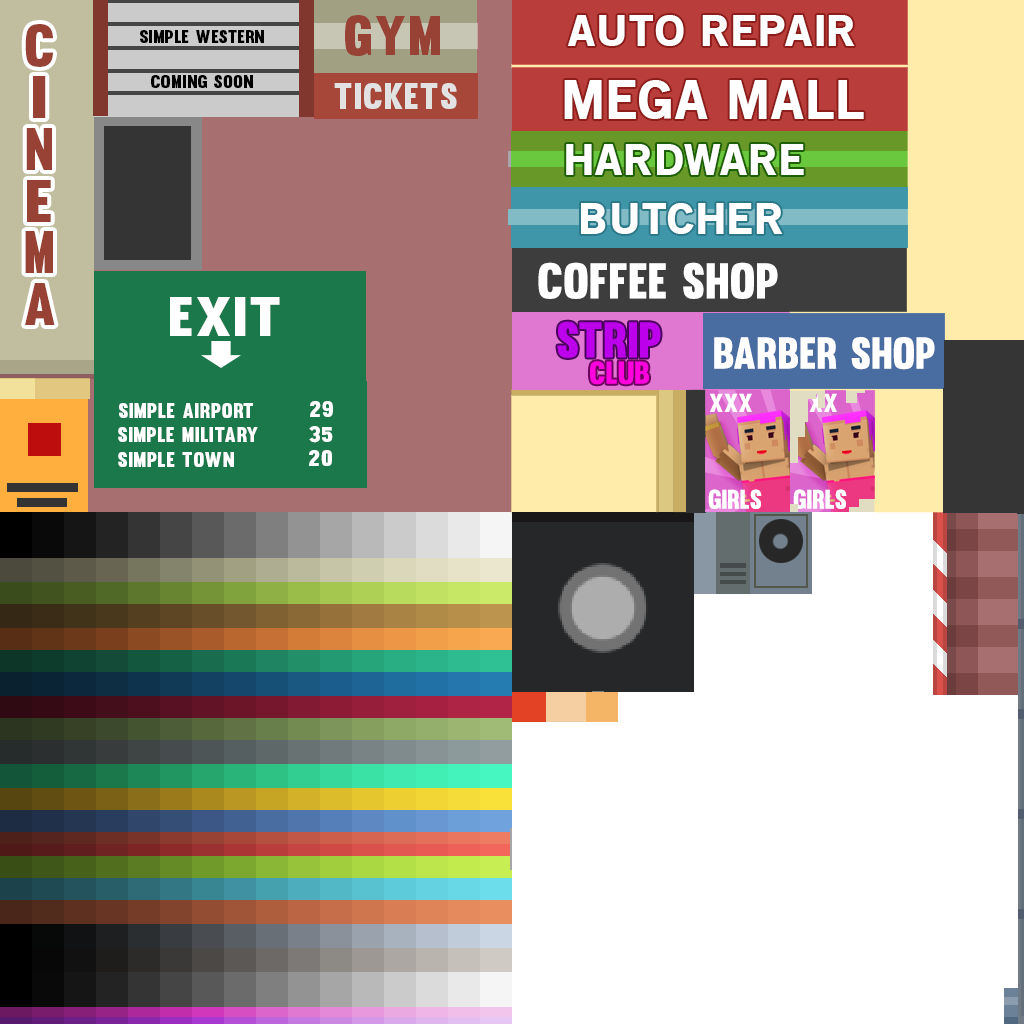 CINEMA
SIMPLE WESTERN
COMING SOON
GYM
TICKETS
EXIT
SIMPLE AIRPORT 29
SIMPLE MILITARY 35
SIMPLE TOWN 20
AUTO REPAIR
MEGA MALL
HARDWARE
BUTCHER
COFFEE SHOP
STRIP
CLUB
BARBER SHOP
XXX
GIRLS
XX
GIRLS